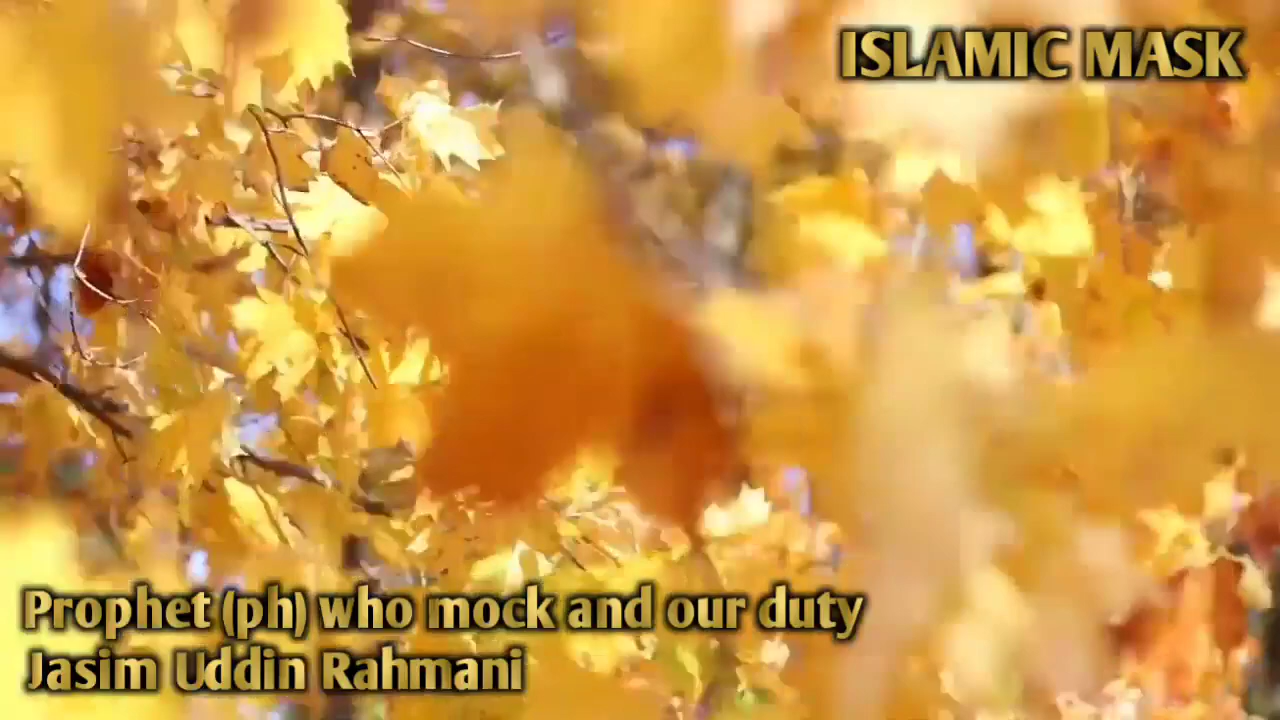 ISLAMIC MASK
Prophet (ph) who mock and our duty
Jasim Uddin Rahmani